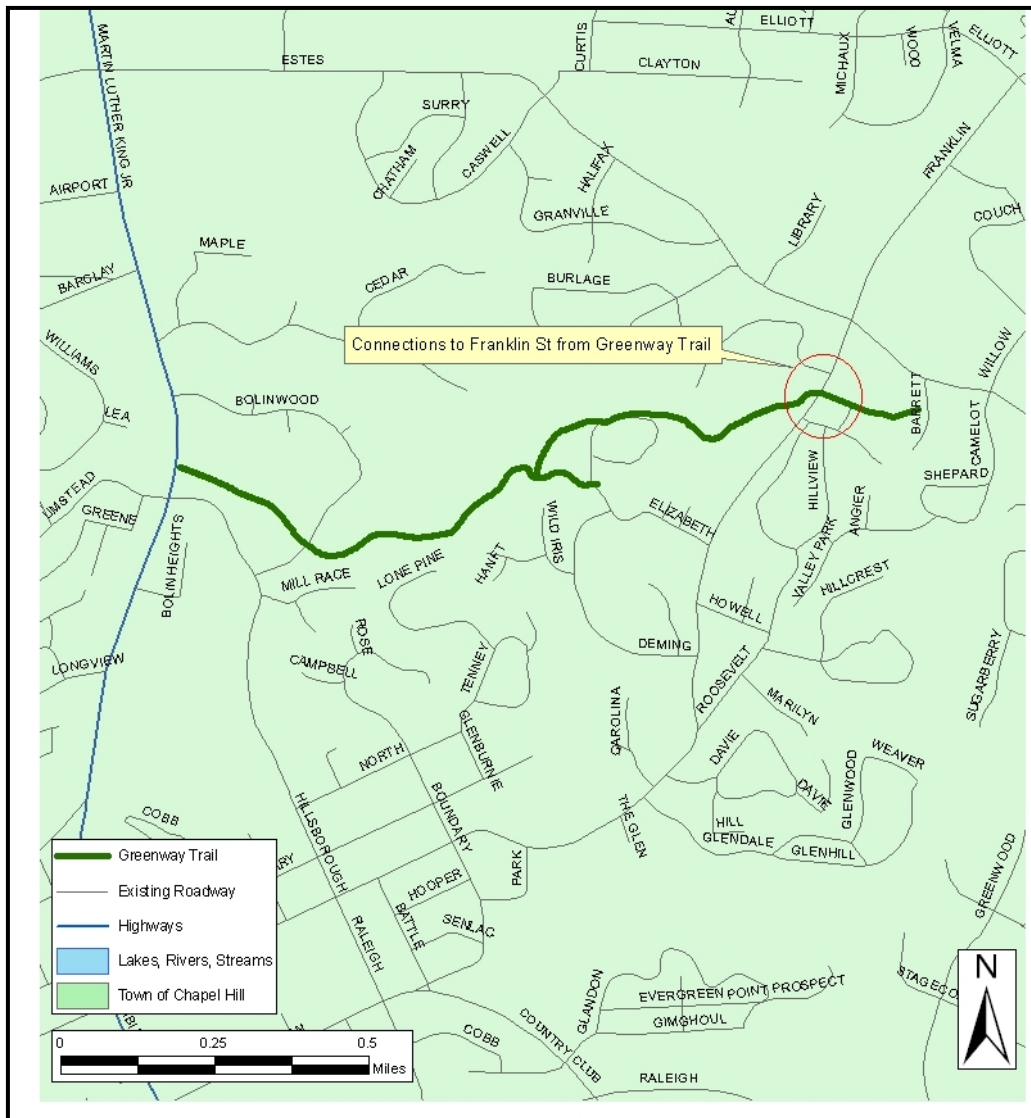 ELLIOTT
MARTIN LUTHER KING JR
ESTES
CURTIS
CLAYTON
MICHAUX
WOOD
VELMA
ELLIOTT
SURRY
CHATHAM
CASWELL
HALIFAX
FRANKLIN
AIRPORT
GRANVILLE
LIBRARY
COUCH
MAPLE
BARCLAY
CEDAR
BURLAGE
WILLIAMS
Connections to Franklin St from Greenway Trail
WILLOW
LEA
BOLINWOOD
BARRETT
CAMELOT
SHEPARD
GREENE
HILLVIEW
ANGIER
ELIZABETH
WILD IRIS
BOLINHEIGHTS
MILL RACE
LONE PINE
HANFT
VALLEY PARK
HILLCREST
HOWELL
ROSE
DEMING
LONGVIEW
CAMPBELL
TENNEY
ROOSEVELT
MARILYN
SUGARBERRY
CAROLINA
GLENBURNIE
NORTH
DAVIE
WEAVER
DAVIE
GLENWOOD
HILLSBOROUGH
BOUNDARY
COBB
THE GLEN
HILL
GLENDALE
GLENHILL
PARK
HOOPER
BATTLE
SENLAC
RALEIGH
GREENWOOD
Greenway Trail
Existing Roadway
Highways
Lakes, Rivers, Streams
Town of Chapel Hill
N
GLANDON
EVERGREEN POINT PROSPECT
GIMGHOUL
COUNTRY CLUB
COBB
RALEIGH
0 0.25 0.5
Miles